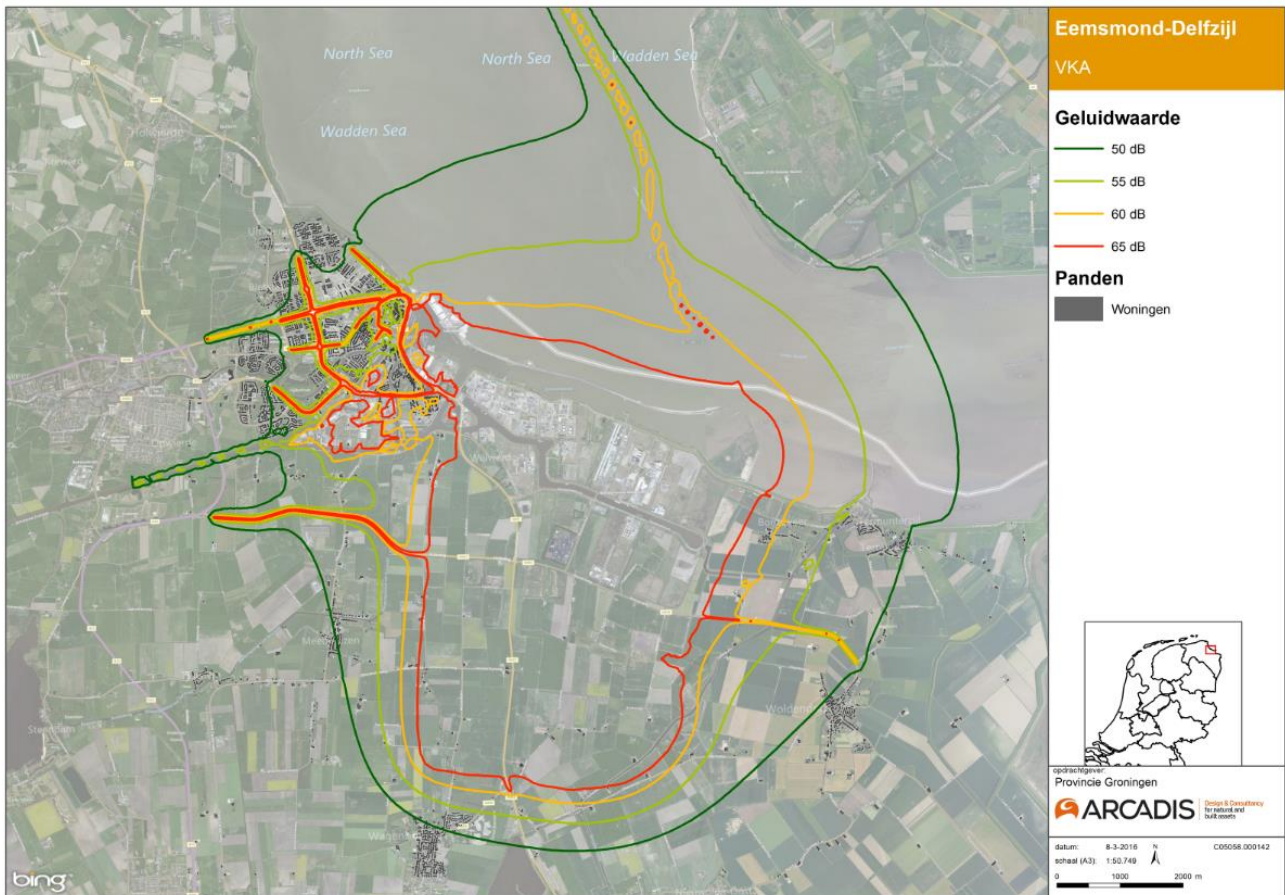 North Sea
North Sea
Wadden Sea
Wadden Sea
Woldend
Wagenb
bing
Eemsmond-Delfzijl
VKA
Geluidwaarde
50 dB
55 dB
60 dB
65 dB
Panden
Woningen
opdrachtgever:
Provincie Groningen
ARCADIS
Design & Consultancy
for natural and
built assets
datum: 8-3-2016 N C05058.000142
schaal (A3): 1:50.749
0 1000 2000 m